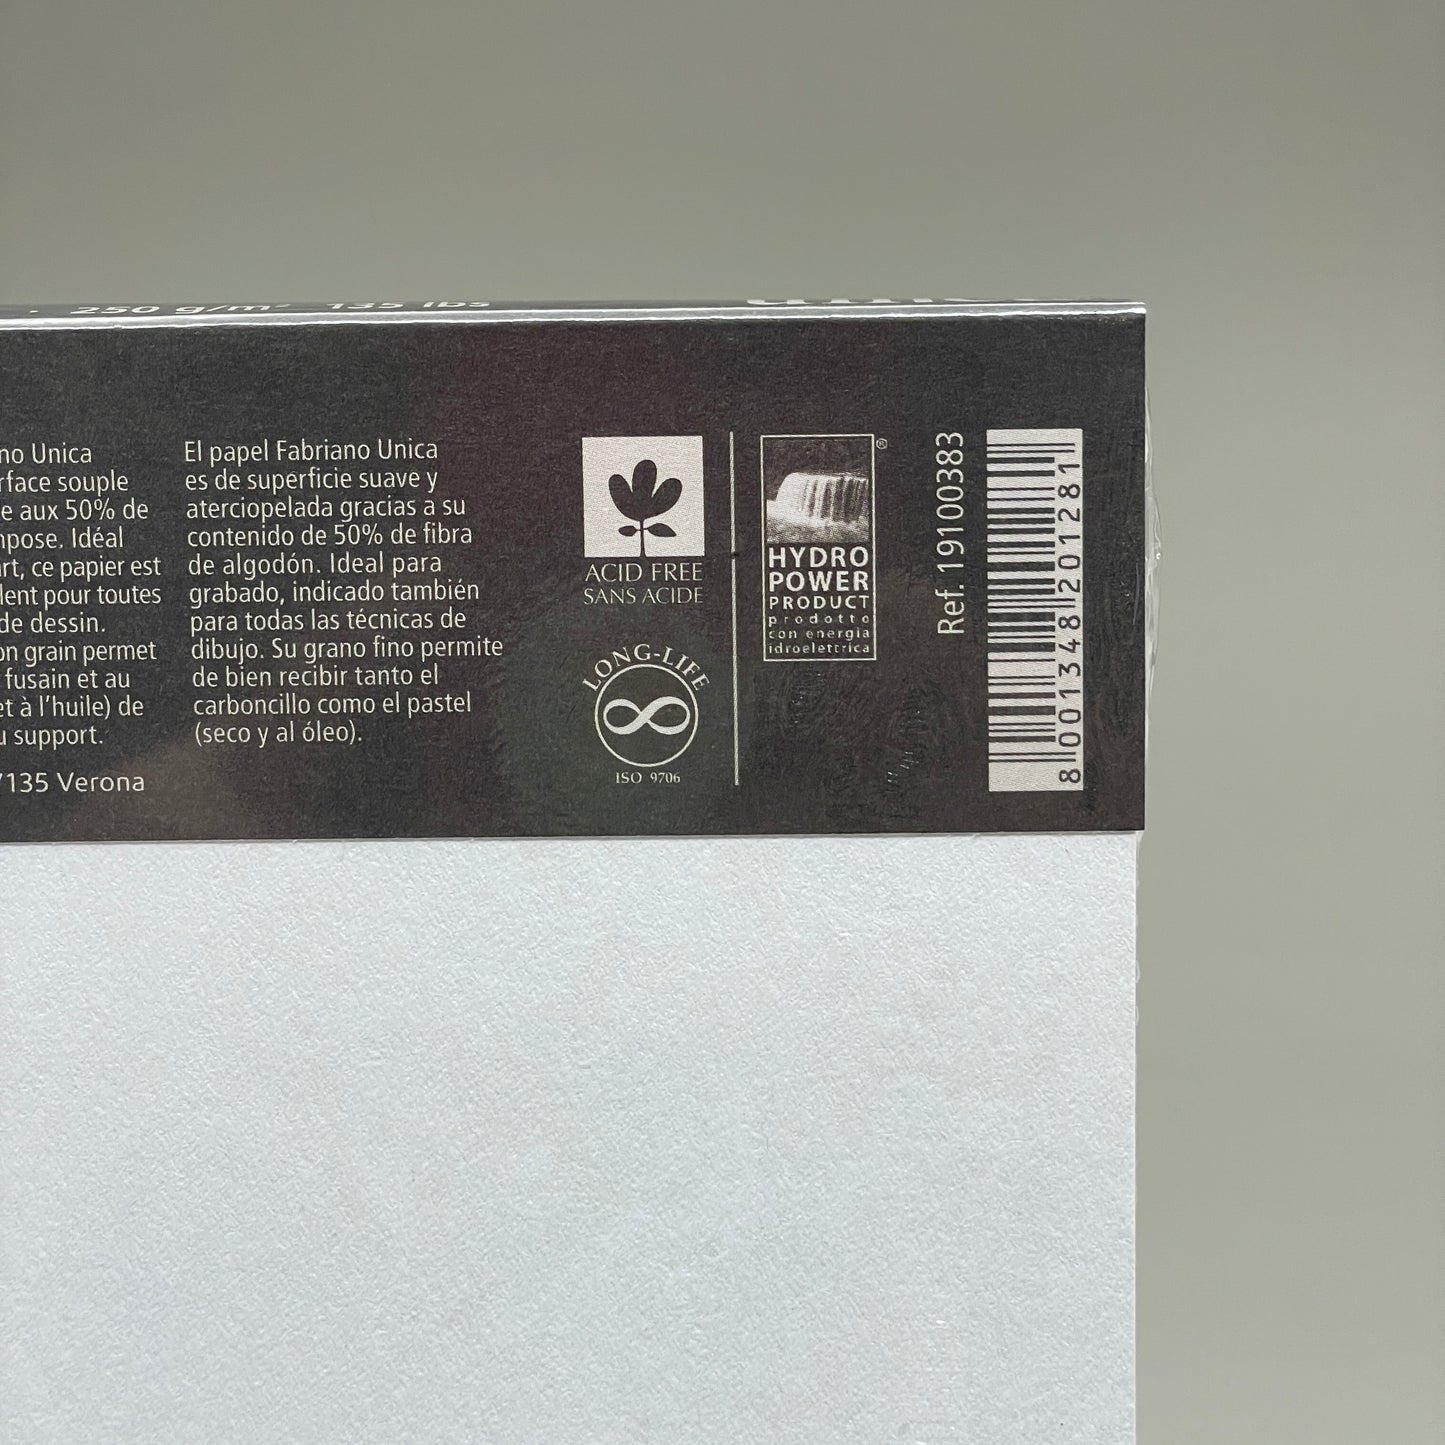 . 250 g/m² 135 lbs
no Unica
rface souple
e aux 50% de
mpose. Idéal
art, ce papier est
lent pour toutes
de dessin.
on grain permet
fusain et au
et à l'huile) de
u support.
7135 Verona
El papel Fabriano Unica
es de superficie suave y
aterciopelada gracias a su
contenido de 50% de fibra
de algodón. Ideal para
grabado, indicado también
para todas las técnicas de
dibujo. Su grano fino permite
de bien recibir tanto el
carboncillo como el pastel
(seco y al óleo).
ACID FREE
SANS ACIDE
LONG-LIFE
ISO 9706
®
HYDRO
POWER
PRODUCT
prodotto
con energia
idroelettrica
Ref. 19100383
8001348201281